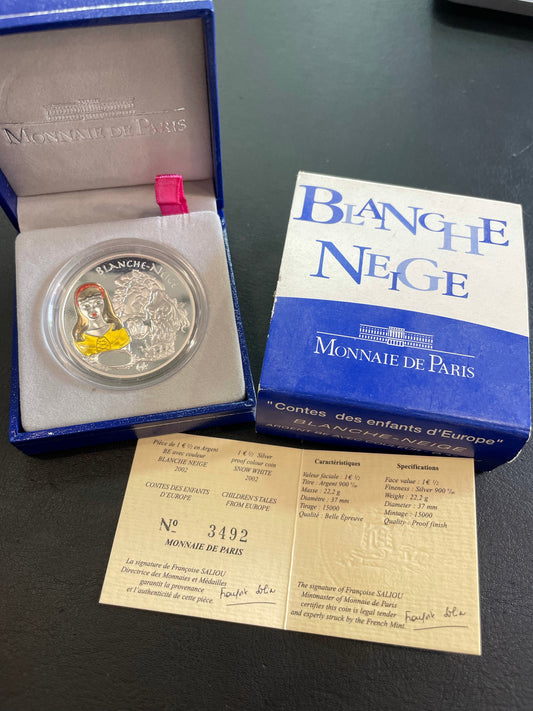 MONNAIE DE PARIS
BLANCHE-NEIGE
BLANCHE
NEIGE
MONNAIE DE PARIS
"Contes des enfants d'Europe"
BLANCHE-NEIGE
Pièce de 1 € ½ en Argent
BE avec couleur
BLANCHE NEIGE
2002
CONTES DES ENFANTS
D'EUROPE
1 € ½ Silver
proof colour coin
SNOW WHITE
2002
CHILDREN'S TALES
FROM EUROPE
Nº 3492
MONNAIE DE PARIS
La signature de Françoise SALIOU
Directrice des Monnaies et Médailles
garantit la provenance
et l'authenticité de cette pièce.
Caractéristiques
Valeur faciale : 1€ ½
Titre : Argent 900 ‰
Masse : 22,2 g
Diamètre : 37 mm
Tirage : 15000
Qualité : Belle Épreuve
Specifications
Face value : 1€ ½
Fineness : Silver 900 ‰
Weight : 22,2 g
Diameter : 37 mm
Mintage : 15000
Quality : Proof finish
The signature of Françoise SALIOU
Mintmaster of Monnaie de Paris
certifies this coin is legal tender
and experly struck by the French Mint.